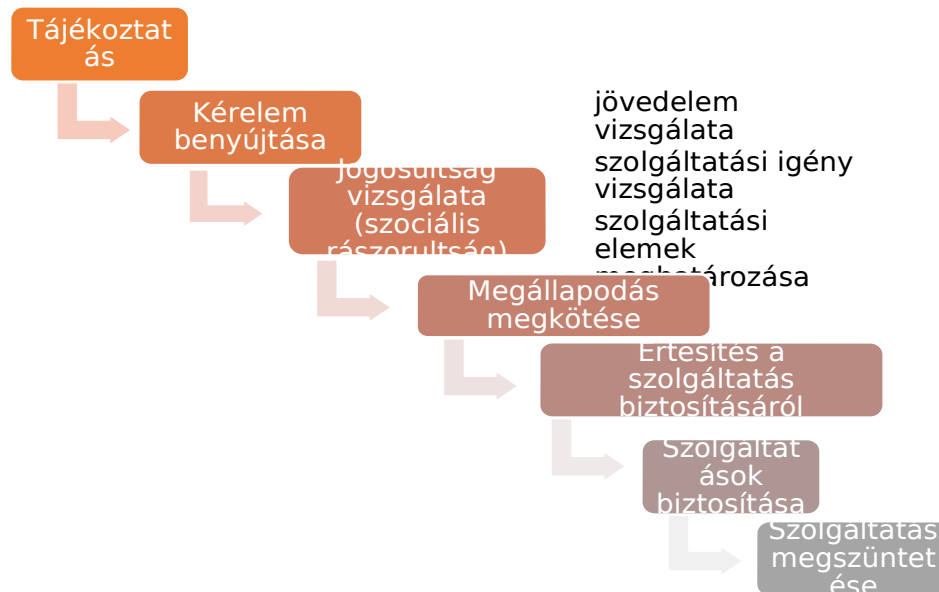 Tájékoztat
ás
Kérelem
benyújtása
Jogosultság
vizsgálata
(szociális
rászorultság)
jövedelem
vizsgálata
szolgáltatási igény
vizsgálata
szolgáltatási
elemek
meghatározása
Megállapodás
megkötése
Értesítés a
szolgáltatás
biztosításáról
Szolgáltat
ások
biztosítása
Szolgáltatás
megszüntet
ése